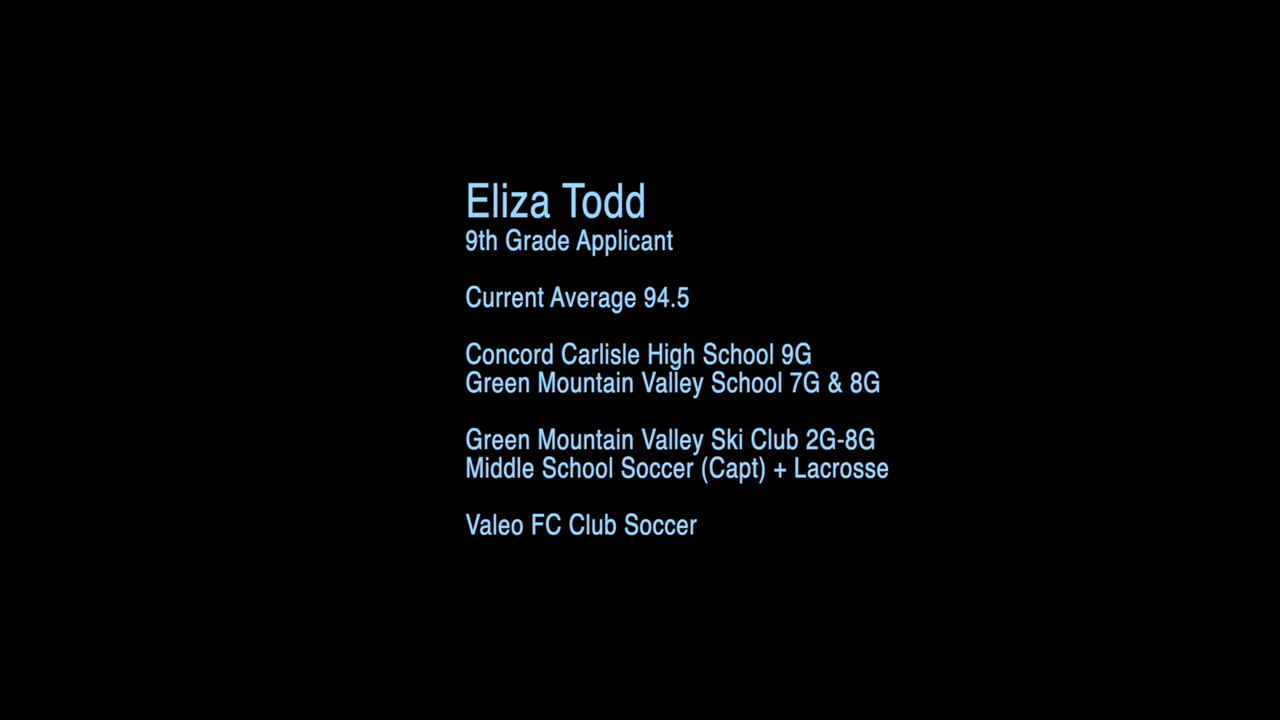 Eliza Todd
9th Grade Applicant
Current Average 94.5
Concord Carlisle High School 9G
Green Mountain Valley School 7G & 8G
Green Mountain Valley Ski Club 2G-8G
Middle School Soccer (Capt) + Lacrosse
Valeo FC Club Soccer